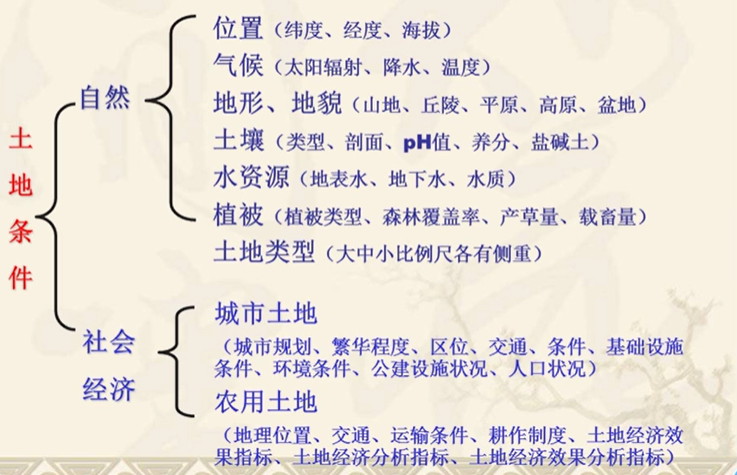 土地条件
自然
位置（纬度、经度、海拔）
气候（太阳辐射、降水、温度）
地形、地貌（山地、丘陵、平原、高原、盆地）
土壤（类型、剖面、pH值、养分、盐碱土）
水资源（地表水、地下水、水质）
植被（植被类型、森林覆盖率、产草量、载畜量）
土地类型（大中小比例尺各有侧重）
社会
经济
城市土地
（城市规划、繁华程度、区位、交通、条件、基础设施
条件、环境条件、公建设施状况、人口状况）
农用土地
（地理位置、交通、运输条件、耕作制度、土地经济效
果指标、土地经济分析指标、土地经济效果分析指标）